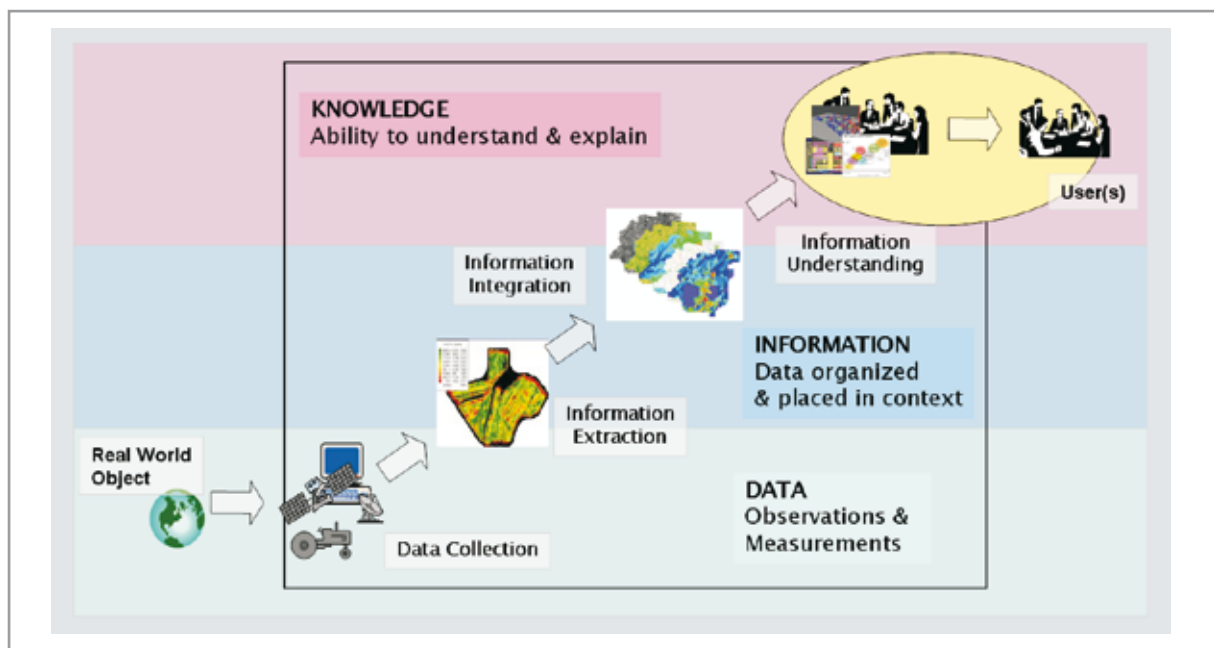 KNOWLEDGE
Ability to understand & explain
User(s)
Information
Integration
Information
Understanding
INFORMATION
Data organized
& placed in context
Information
Extraction
Real World
Object
DATA
Observations &
Measurements
Data Collection